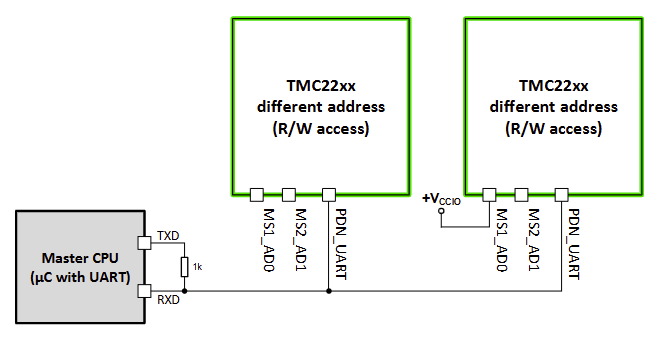 TMC22xx
different address
(R/W access)
TMC22xx
different address
(R/W access)
MS1_AD0
MS2_AD1
PDN_UART
+VCCIO
MS1_AD0
MS2_AD1
PDN_UART
Master CPU
(µC with UART)
TXD
1k
RXD